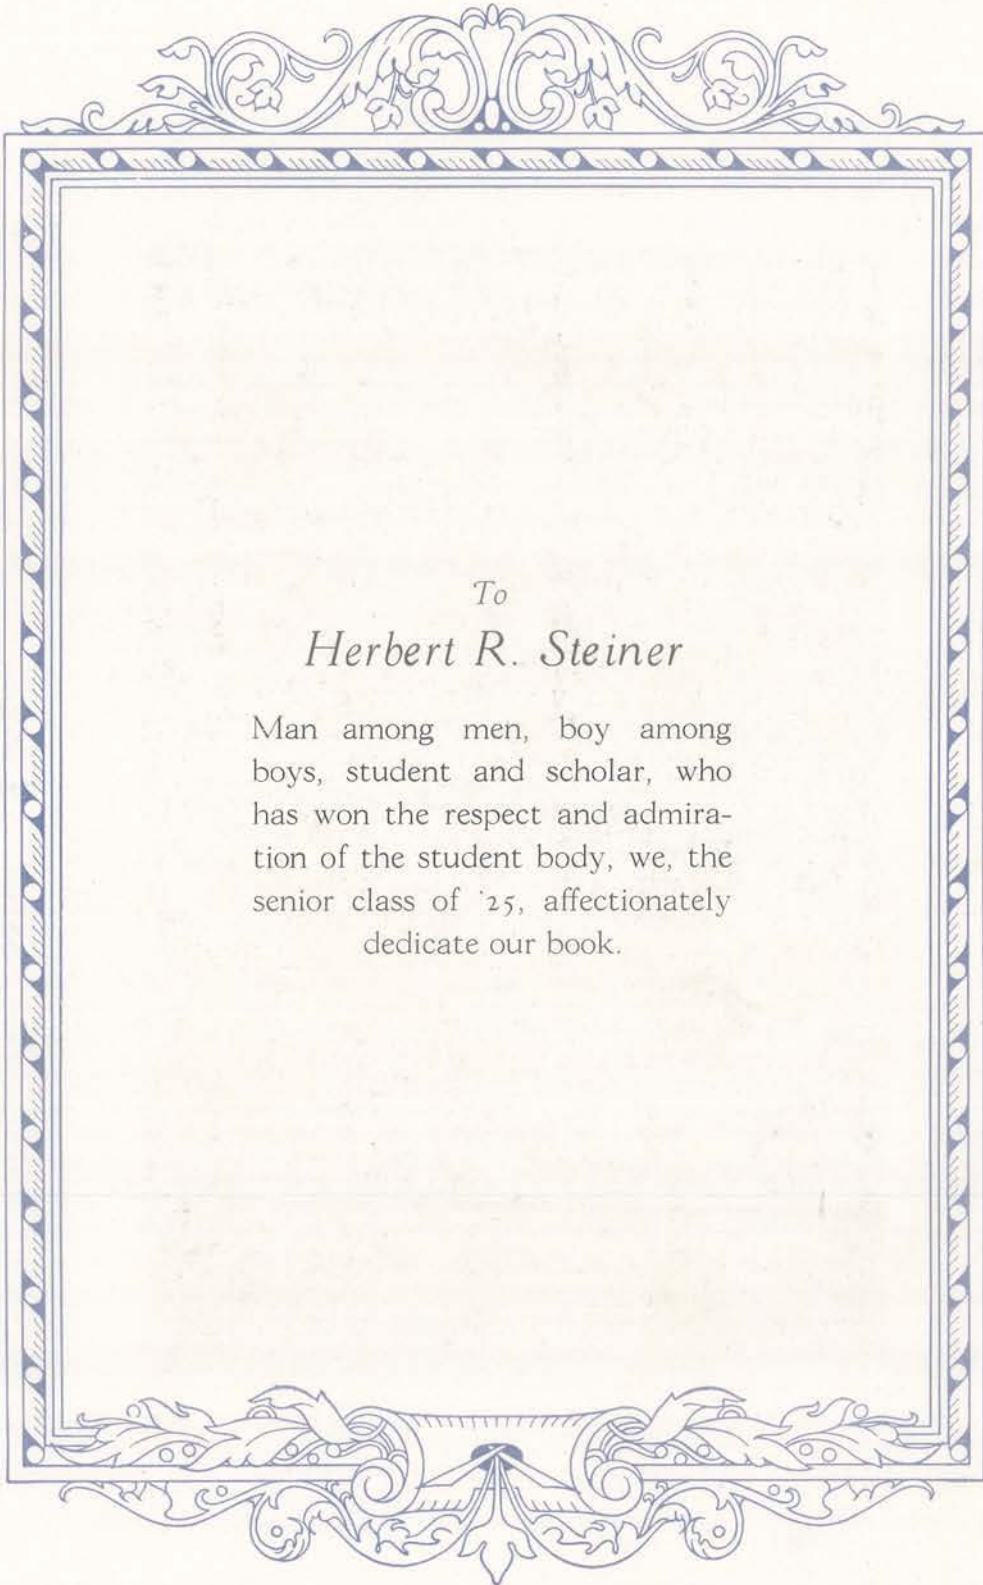 To
Herbert R. Steiner
Man among men, boy among
boys, student and scholar, who
has won the respect and admira-
tion of the student body, we, the
senior class of '25, affectionately
dedicate our book.